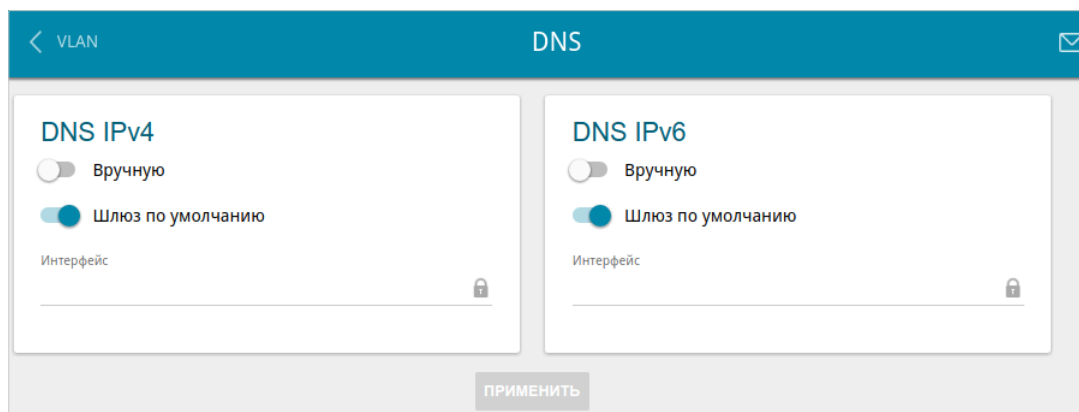 VLAN
DNS
DNS IPv4
Вручную
Шлюз по умолчанию
Интерфейс
DNS IPv6
Вручную
Шлюз по умолчанию
Интерфейс
ПРИМЕНИТЬ